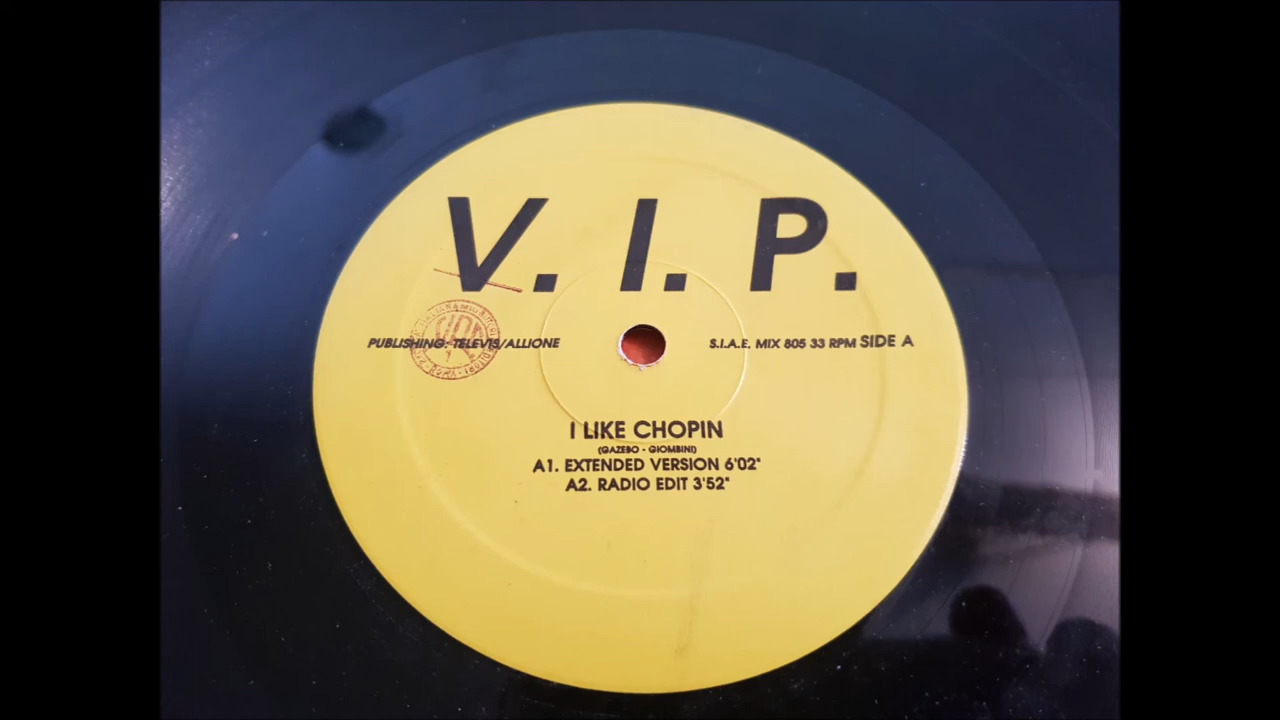 V. I. P.
PUBLISHING: TELEVIS/ALLIONE
S.I.A.E. MIX 805 33 RPM SIDE A
I LIKE CHOPIN
(GAZEBO - GIOMBINI)
A1. EXTENDED VERSION 6'02"
A2. RADIO EDIT 3'52"